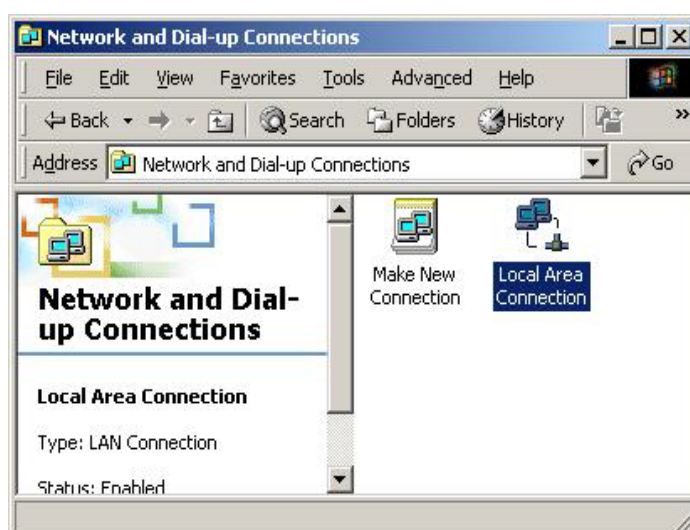 Network and Dial-up Connections
File Edit View Favorites Tools Advanced Help
Back Search Folders History »
Address Network and Dial-up Connections Go
Network and Dial-
up Connections
Local Area Connection
Type: LAN Connection
Status: Enabled
Make New
Connection
Local Area
Connection